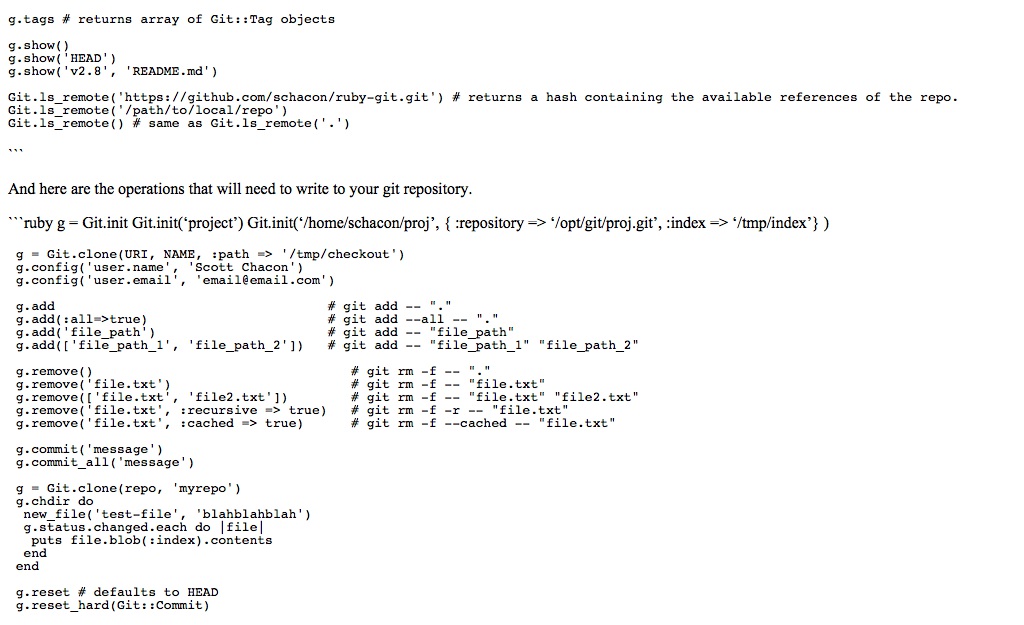 g.tags # returns array of Git::Tag objects
g.show()
g.show('HEAD')
g.show('v2.8', 'README.md')
Git.ls_remote('https://github.com/schacon/ruby-git.git') # returns a hash containing the available references of the repo.
Git.ls_remote('/path/to/local/repo')
Git.ls_remote() # same as Git.ls_remote('.')
```
And here are the operations that will need to write to your git repository.
```ruby g = Git.init Git.init(‘project’) Git.init(‘/home/schacon/proj’, { :repository => ‘/opt/git/proj.git’, :index => ‘/tmp/index’} )
g = Git.clone(URI, NAME, :path => '/tmp/checkout')
g.config('user.name', 'Scott Chacon')
g.config('user.email', 'email@email.com')
g.add # git add -- "."
g.add(:all=>true) # git add --all -- "."
g.add('file_path') # git add -- "file_path"
g.add(['file_path_1', 'file_path_2']) # git add -- "file_path_1" "file_path_2"
g.remove() # git rm -f -- "."
g.remove('file.txt') # git rm -f -- "file.txt"
g.remove(['file.txt', 'file2.txt']) # git rm -f -- "file.txt" "file2.txt"
g.remove('file.txt', :recursive => true) # git rm -f -r -- "file.txt"
g.remove('file.txt', :cached => true) # git rm -f --cached -- "file.txt"
g.commit('message')
g.commit_all('message')
g = Git.clone(repo, 'myrepo')
g.chdir do
new_file('test-file', 'blahblahblah')
g.status.changed.each do |file|
puts file.blob(:index).contents
end
end
g.reset # defaults to HEAD
g.reset_hard(Git::Commit)